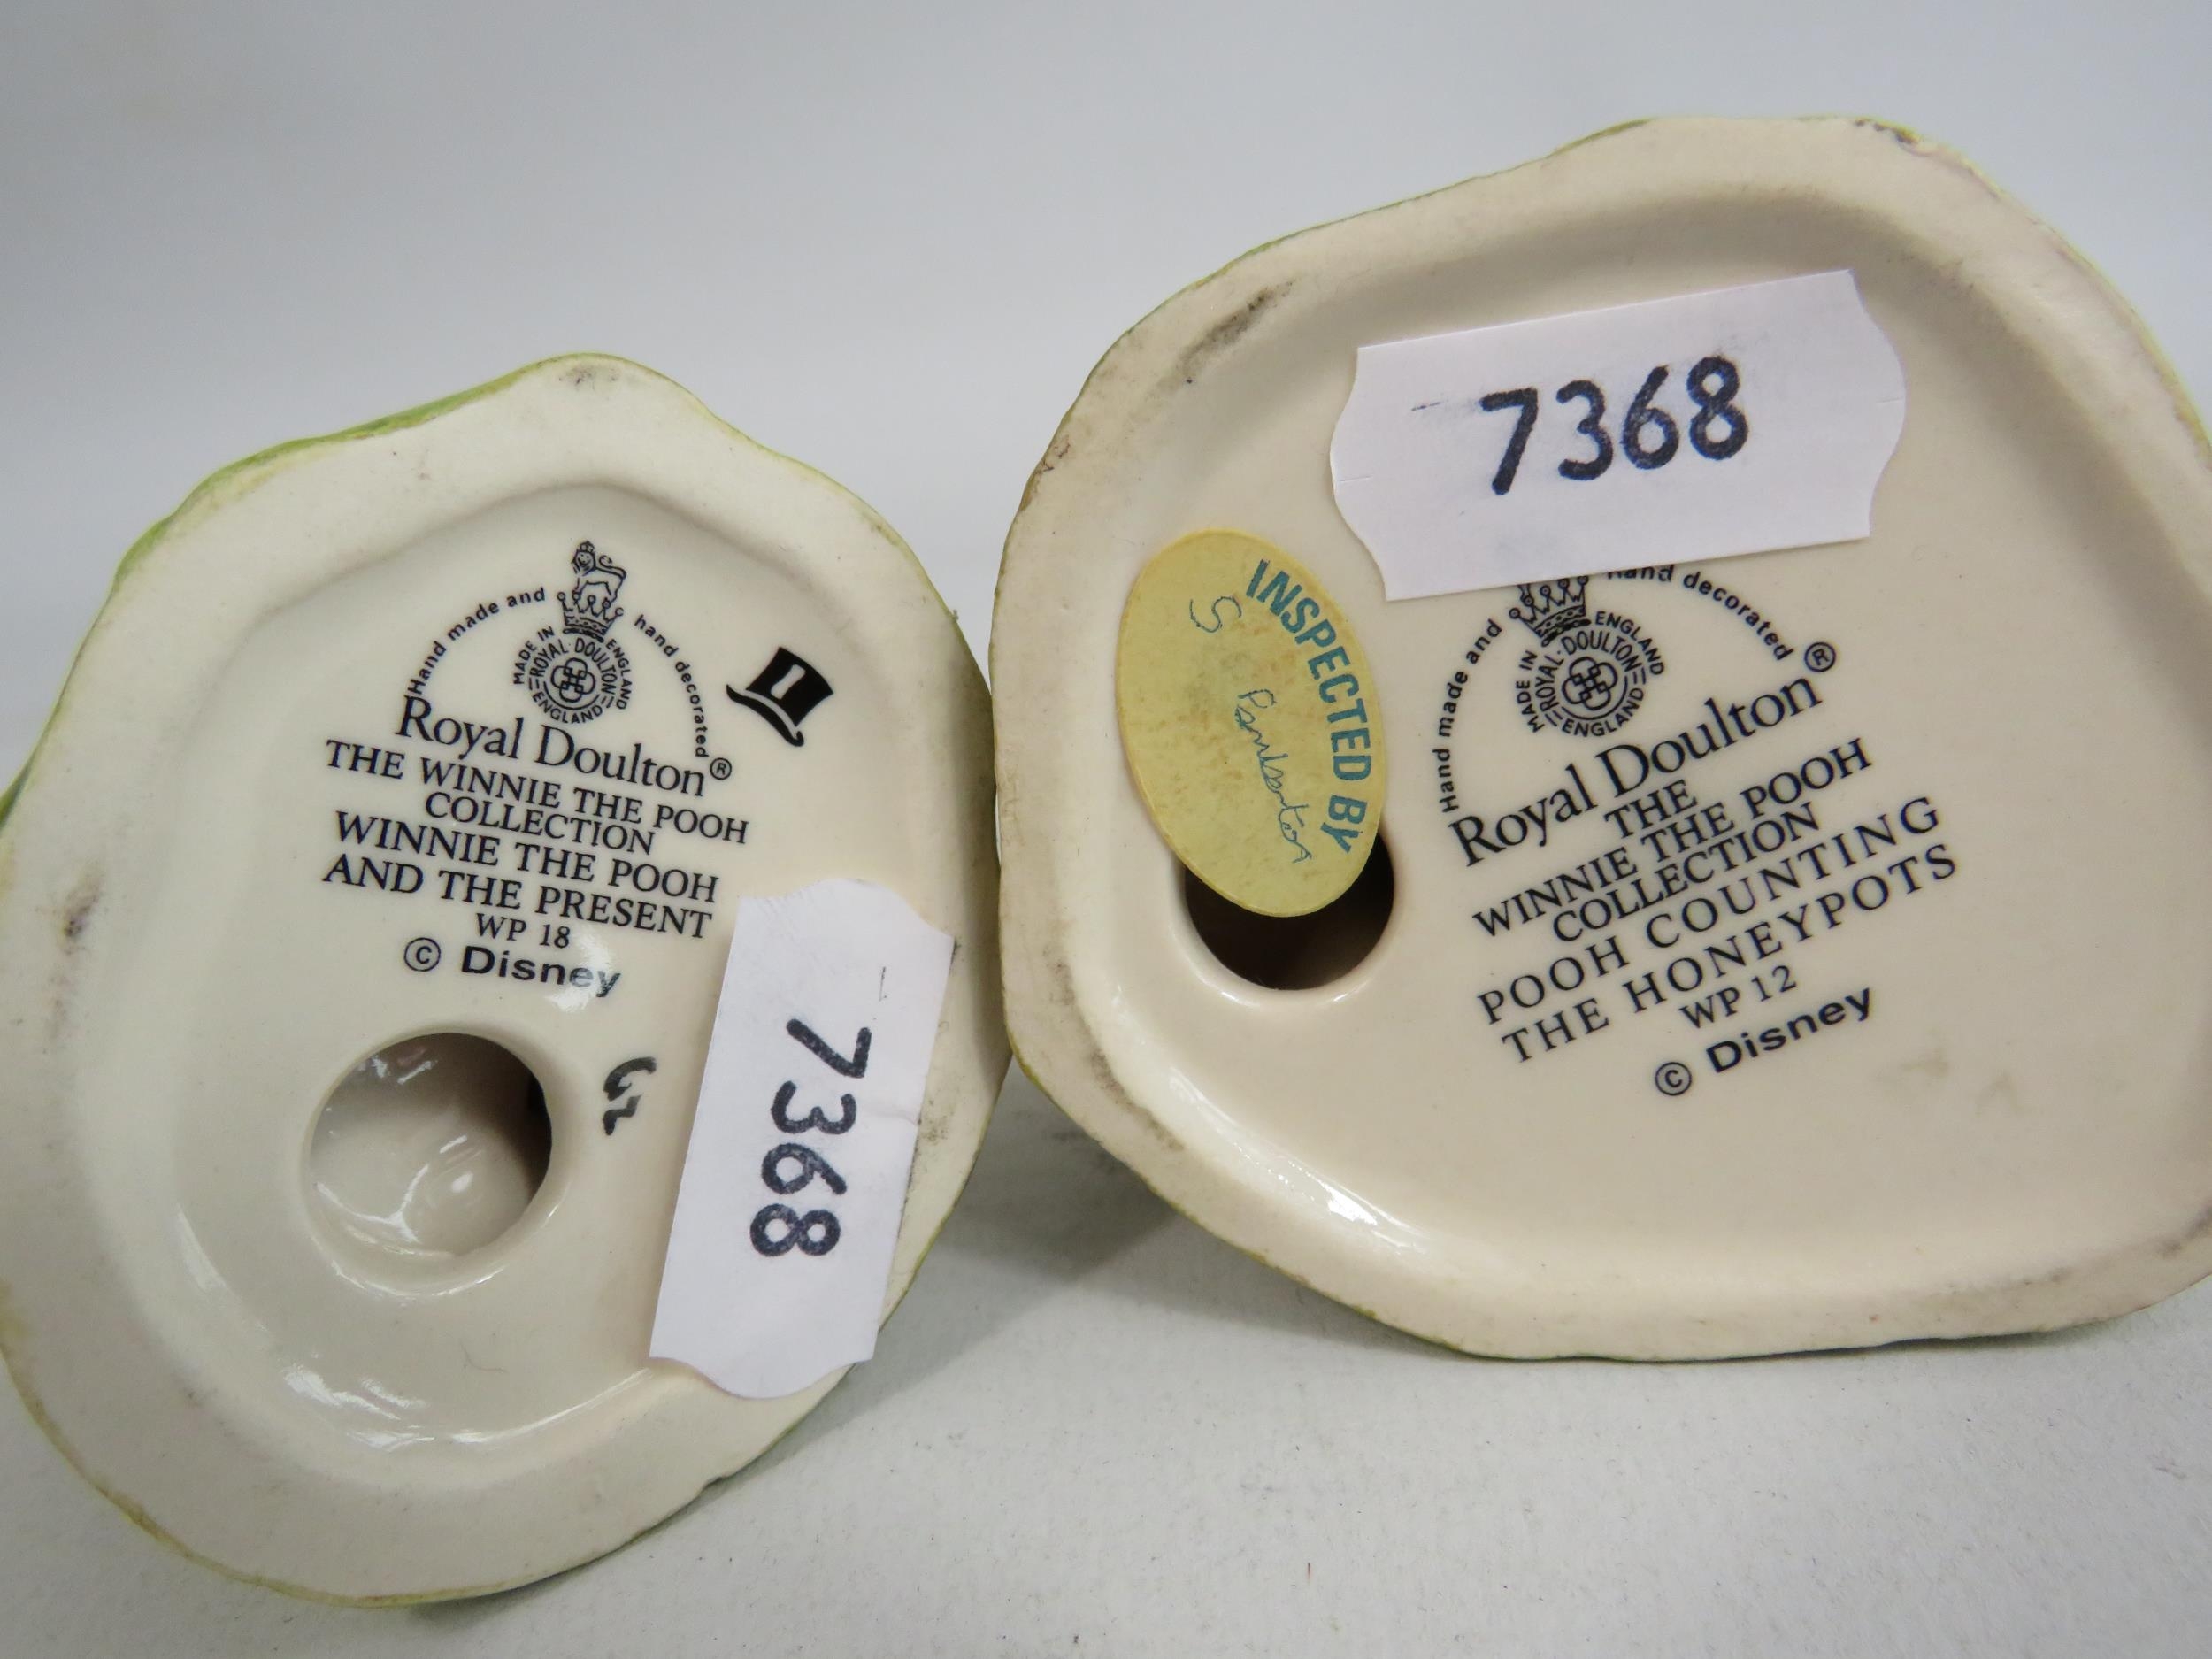 Hand made and hand decorated
MADE IN ENGLAND
ROYAL·DOULTON
ENGLAND
Royal Doulton®
THE WINNIE THE POOH
COLLECTION
WINNIE THE POOH
AND THE PRESENT
WP 18
© Disney
7368
7368
INSPECTED BY
S
Hand made and hand decorated
MADE IN ENGLAND
ROYAL·DOULTON
ENGLAND
Royal Doulton®
THE
WINNIE THE POOH
COLLECTION
POOH COUNTING
THE HONEYPOTS
WP 12
© Disney